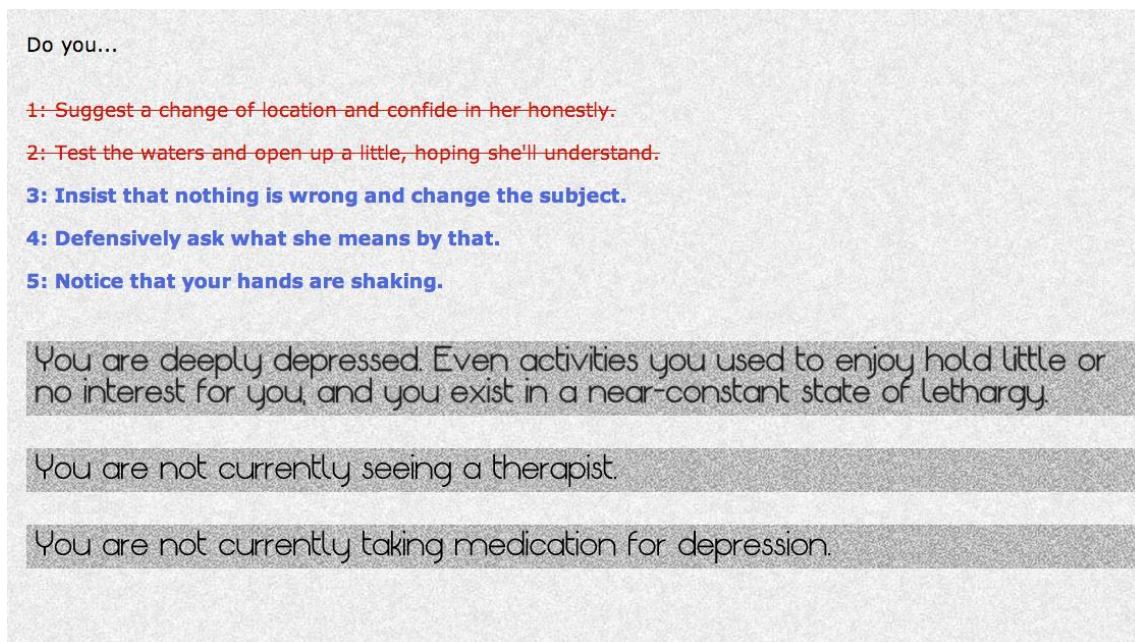 Do you...
1: Suggest a change of location and confide in her honestly.
2: Test the waters and open up a little, hoping she'll understand.
3: Insist that nothing is wrong and change the subject.
4: Defensively ask what she means by that.
5: Notice that your hands are shaking.
You are deeply depressed. Even activities you used to enjoy hold little or
no interest for you, and you exist in a near-constant state of lethargy.
You are not currently seeing a therapist.
You are not currently taking medication for depression.